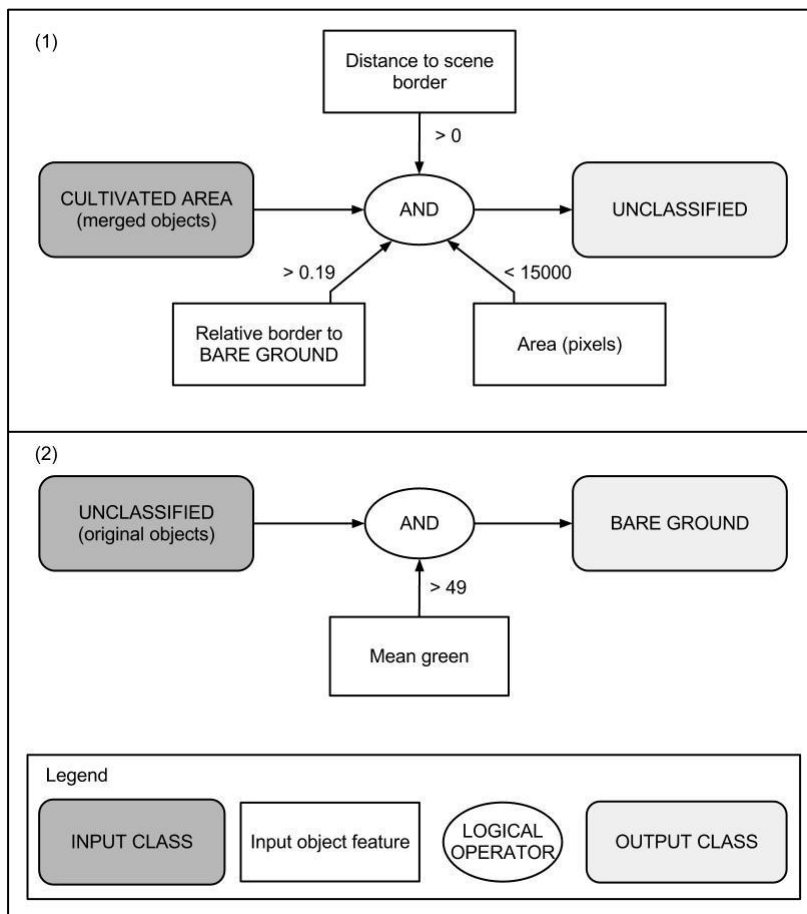 (1)
Distance to scene
border
> 0
CULTIVATED AREA
(merged objects)
AND
UNCLASSIFIED
> 0.19
< 15000
Relative border to
BARE GROUND
Area (pixels)
(2)
UNCLASSIFIED
(original objects)
AND
BARE GROUND
> 49
Mean green
Legend
INPUT CLASS
Input object feature
LOGICAL
OPERATOR
OUTPUT CLASS